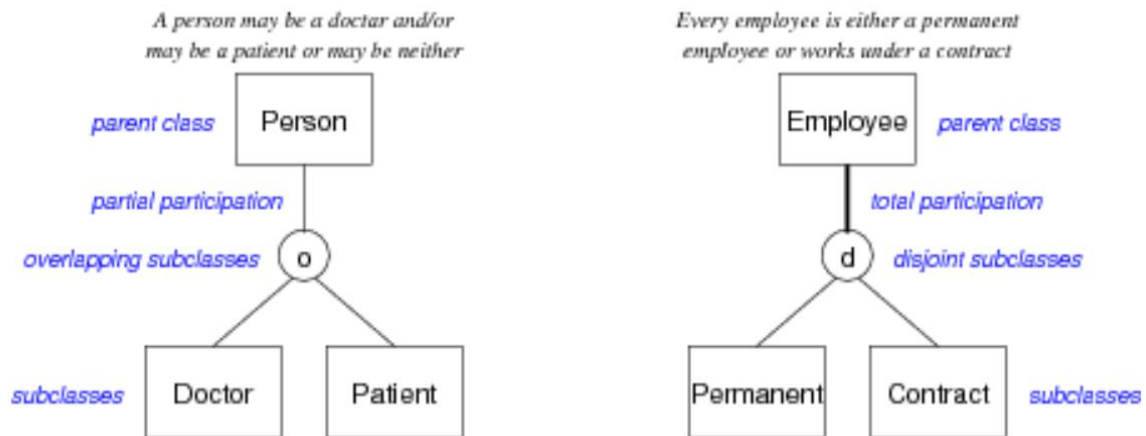 A person may be a doctar and/or
may be a patient or may be neither
parent class
Person
partial participation
overlapping subclasses
o
subclasses
Doctor
Patient
Every employee is either a permanent
employee or works under a contract
Employee
parent class
total participation
d
disjoint subclasses
Permanent
Contract
subclasses